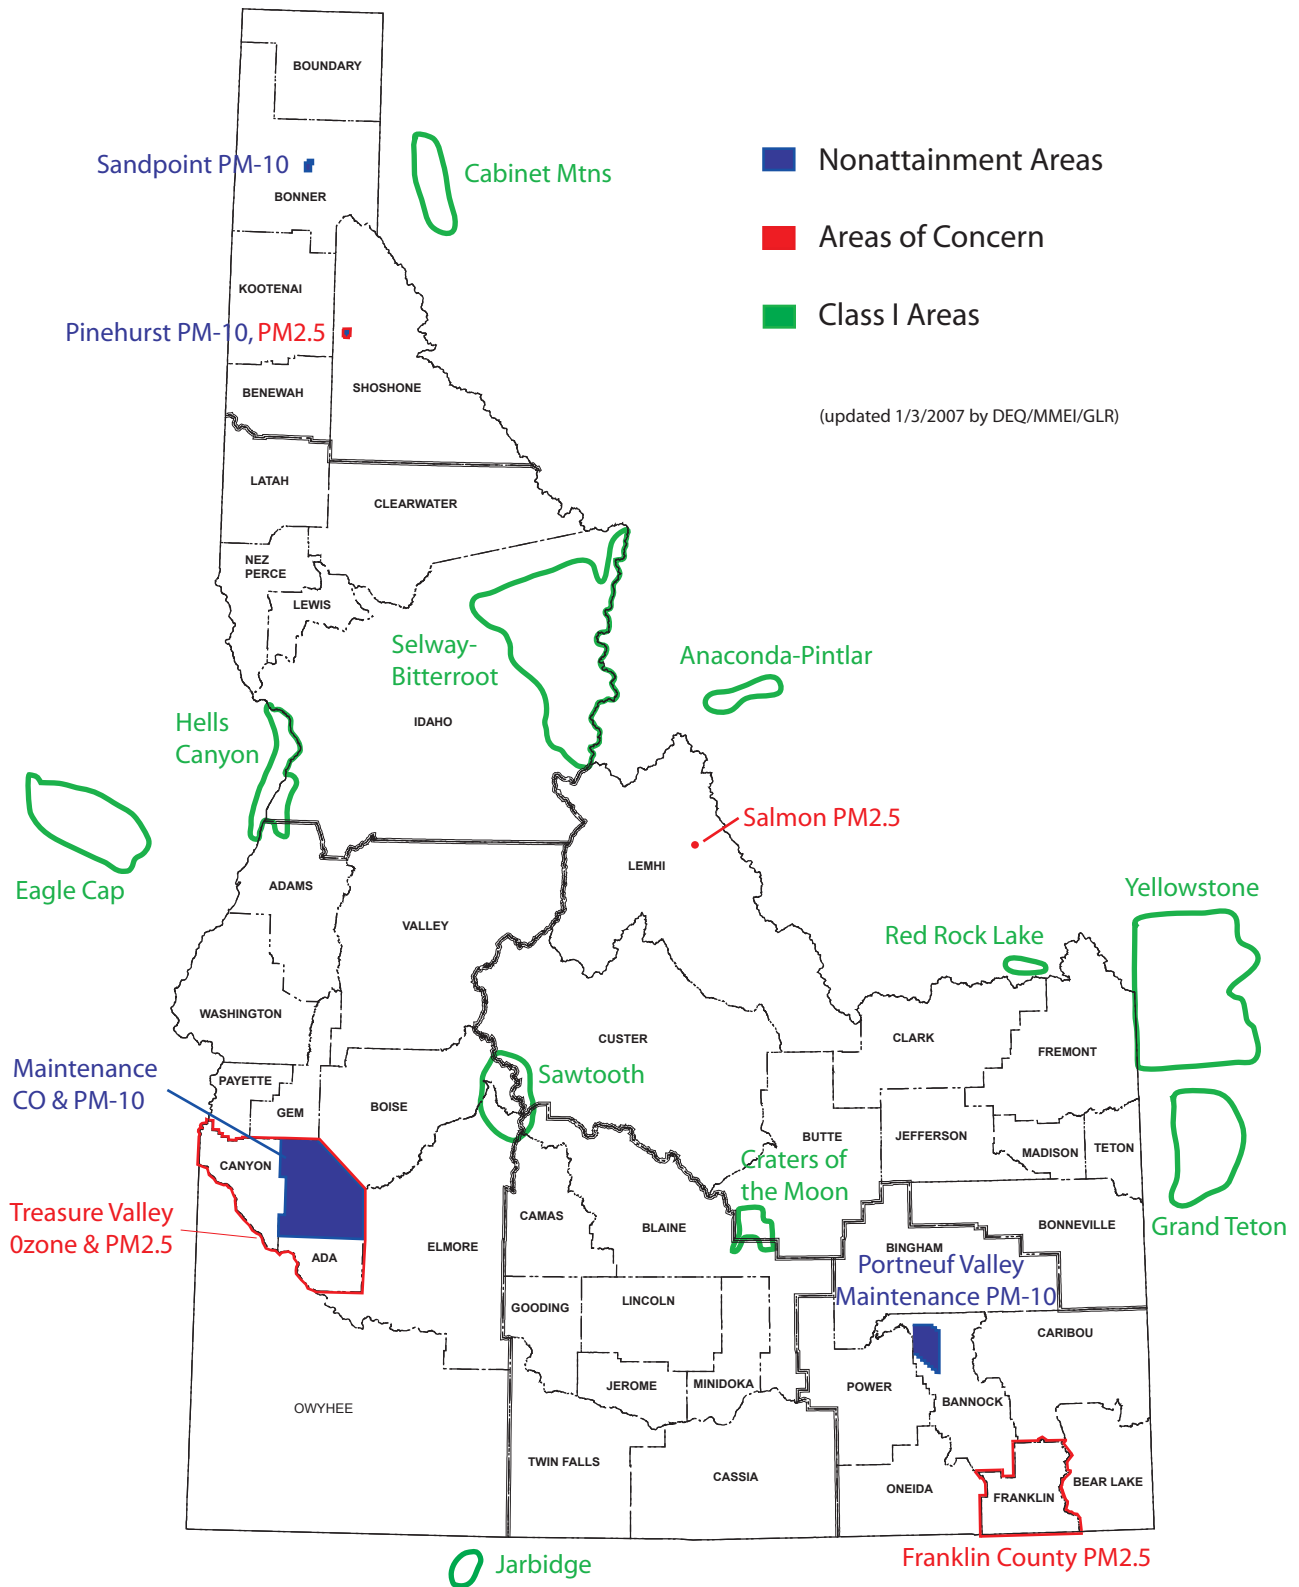 BOUNDARY
Sandpoint PM-10
BONNER
Cabinet Mtns
Nonattainment Areas
Areas of Concern
Class I Areas
(updated 1/3/2007 by DEQ/MMEI/GLR)
KOOTENAI
Pinehurst PM-10, PM2.5
BENEWAH
SHOSHONE
LATAH
CLEARWATER
NEZ
PERCE
LEWIS
Selway-
Bitterroot
Anaconda-Pintlar
Hells
Canyon
IDAHO
Eagle Cap
Salmon PM2.5
LEMHI
ADAMS
VALLEY
Yellowstone
Red Rock Lake
WASHINGTON
CUSTER
CLARK
FREMONT
Maintenance
CO & PM-10
PAYETTE
GEM
BOISE
Sawtooth
BUTTE
JEFFERSON
MADISON
TETON
CANYON
Craters of
the Moon
Treasure Valley
0zone & PM2.5
ADA
ELMORE
CAMAS
BLAINE
BONNEVILLE
Grand Teton
BINGHAM
Portneuf Valley
Maintenance PM-10
GOODING
LINCOLN
CARIBOU
JEROME
MINIDOKA
POWER
BANNOCK
OWYHEE
TWIN FALLS
CASSIA
ONEIDA
FRANKLIN
BEAR LAKE
Jarbidge
Franklin County PM2.5